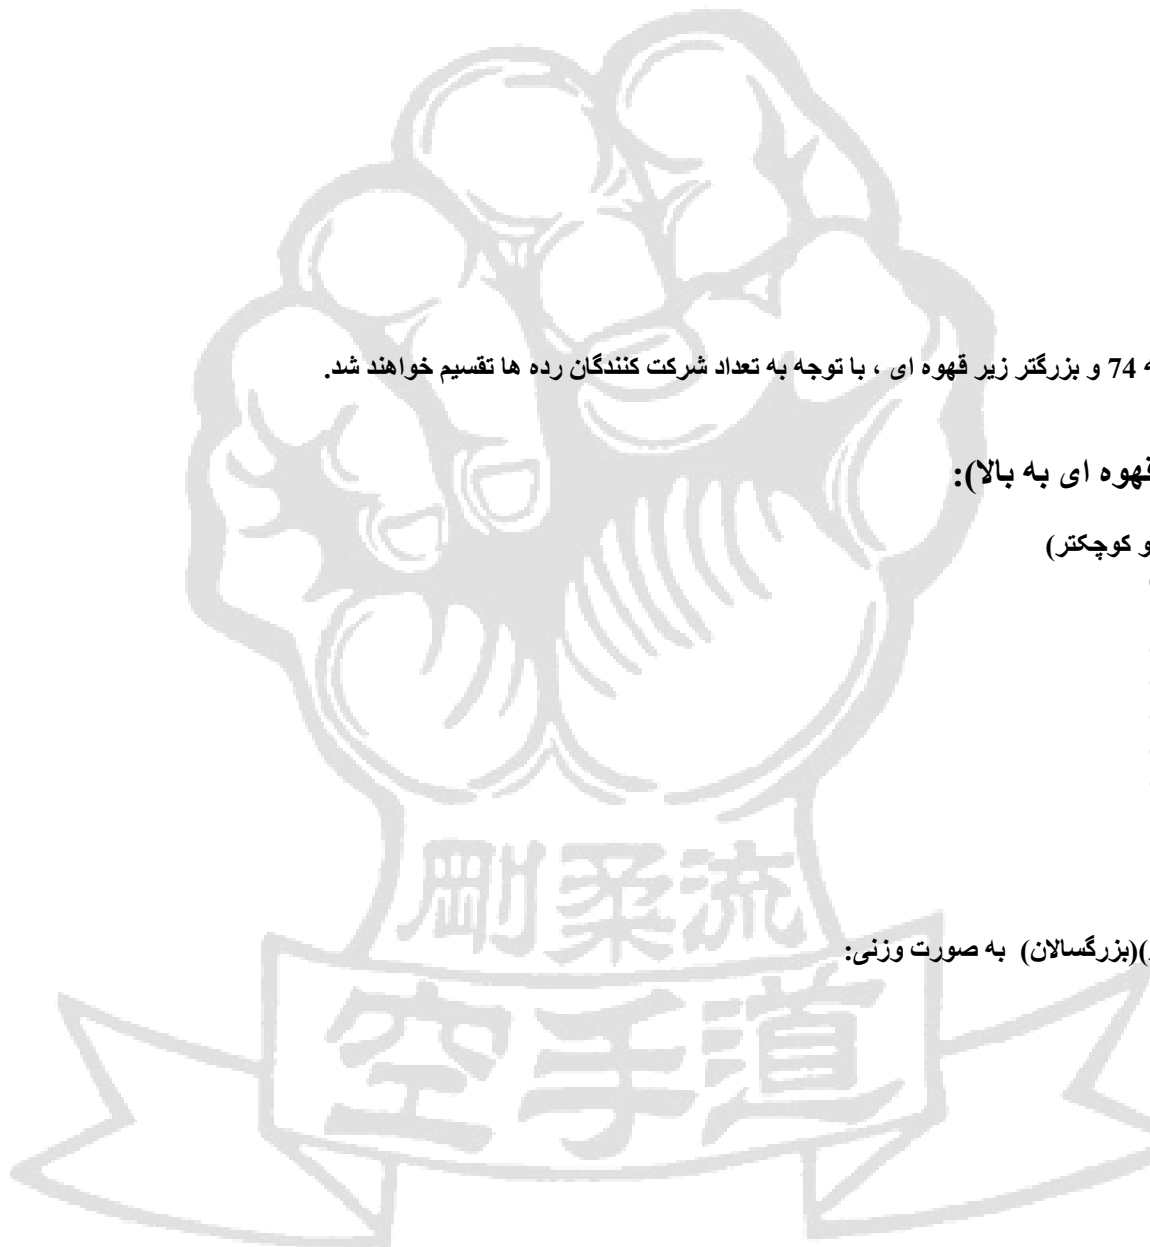 74 و بزرگتر زیر قهوه ای ، با توجه به تعداد شرکت کنندگان رده ها تقسیم خواهند شد.
قهوه ای به بالا):
و کوچکتر)
)(بزرگسالان) به صورت وزنی:
剛柔流
空手道